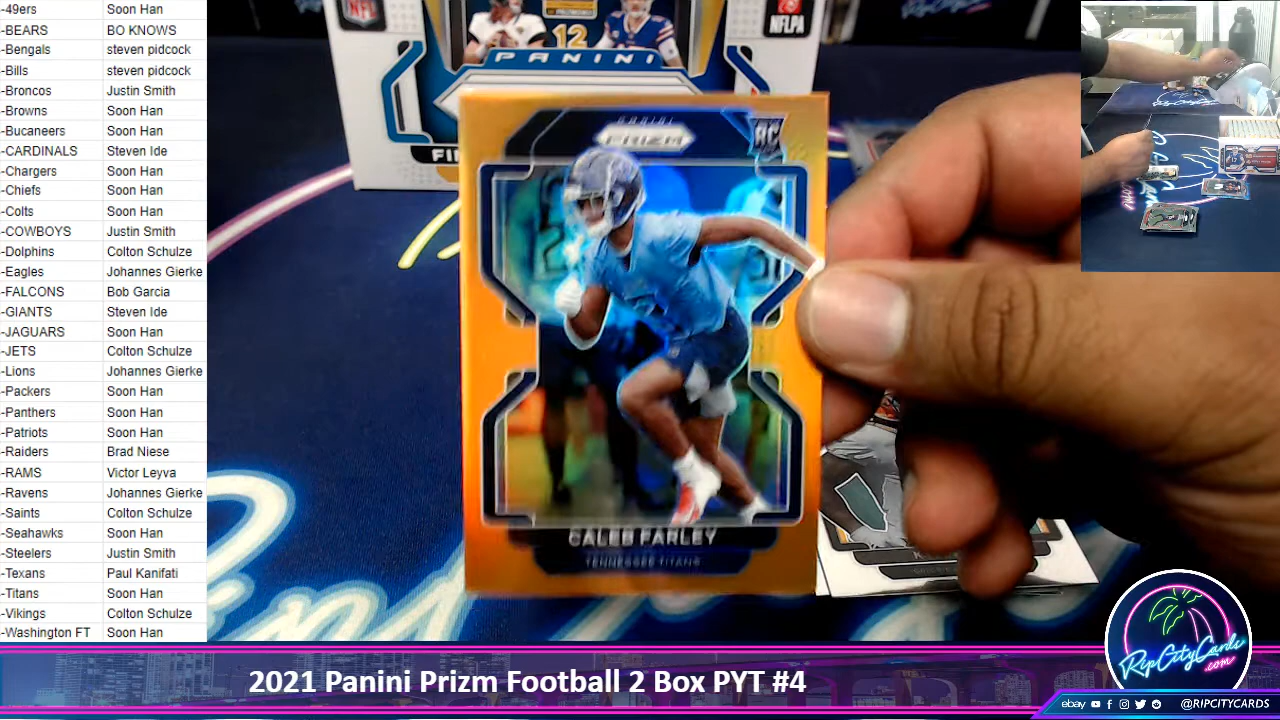 -49ers Soon Han
-BEARS BO KNOWS
-Bengals steven pidcock
-Bills steven pidcock
-Broncos Justin Smith
-Browns Soon Han
-Bucaneers Soon Han
-CARDINALS Steven Ide
-Chargers Soon Han
-Chiefs Soon Han
-Colts Soon Han
-COWBOYS Justin Smith
-Dolphins Colton Schulze
-Eagles Johannes Gierke
-FALCONS Bob Garcia
-GIANTS Steven Ide
-JAGUARS Soon Han
-JETS Colton Schulze
-Lions Johannes Gierke
-Packers Soon Han
-Panthers Soon Han
-Patriots Soon Han
-Raiders Brad Niese
-RAMS Victor Leyva
-Ravens Johannes Gierke
-Saints Colton Schulze
-Seahawks Soon Han
-Steelers Justin Smith
-Texans Paul Kanifati
-Titans Soon Han
-Vikings Colton Schulze
-Washington FT Soon Han
NFL
12
NFLPA
PANINI
PANINI
PRIZM
RC
CALEB FARLEY
TENNESSEE TITANS
RipCityCards
.com
2021 Panini Prizm Football 2 Box PYT #4
ebay @RIPCITYCARDS